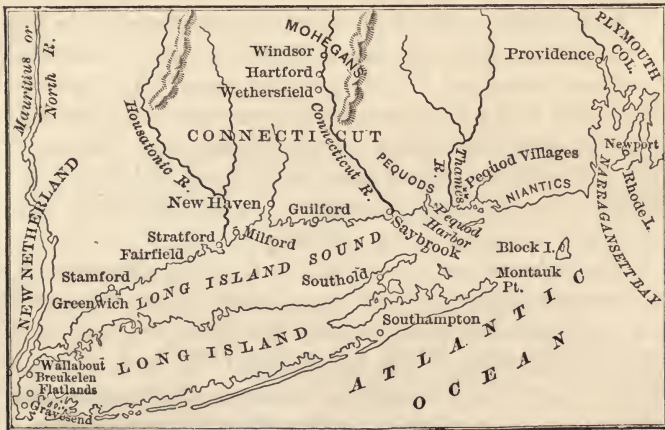 Mauritius or
North R.
MOHEGANS
Windsor
Hartford
Wethersfield
PLYMOUTH
COL.
Providence
Housatonic R.
CONNECTICUT
Connecticut R.
PEQUODS
Thames
R.
Pequod Villages
NIANTICS
Newport
Rhode I.
NARRAGANSETT BAY
NEW NETHERLAND
New Haven
Guilford
Saybrook
Pequod
Harbor
Stratford
Milford
Fairfield
Block I.
Stamford
LONG ISLAND SOUND
Southold
Montauk
Pt.
Greenwich
LONG ISLAND
Southampton
ATLANTIC
OCEAN
Wallabout
Breukelen
Flatlands
Gravesend